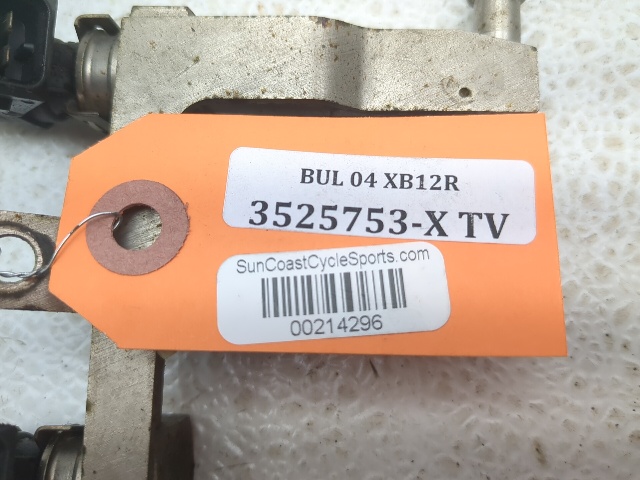 BUL 04 XB12R
3525753-X TV
SunCoastCycleSports.com
00214296